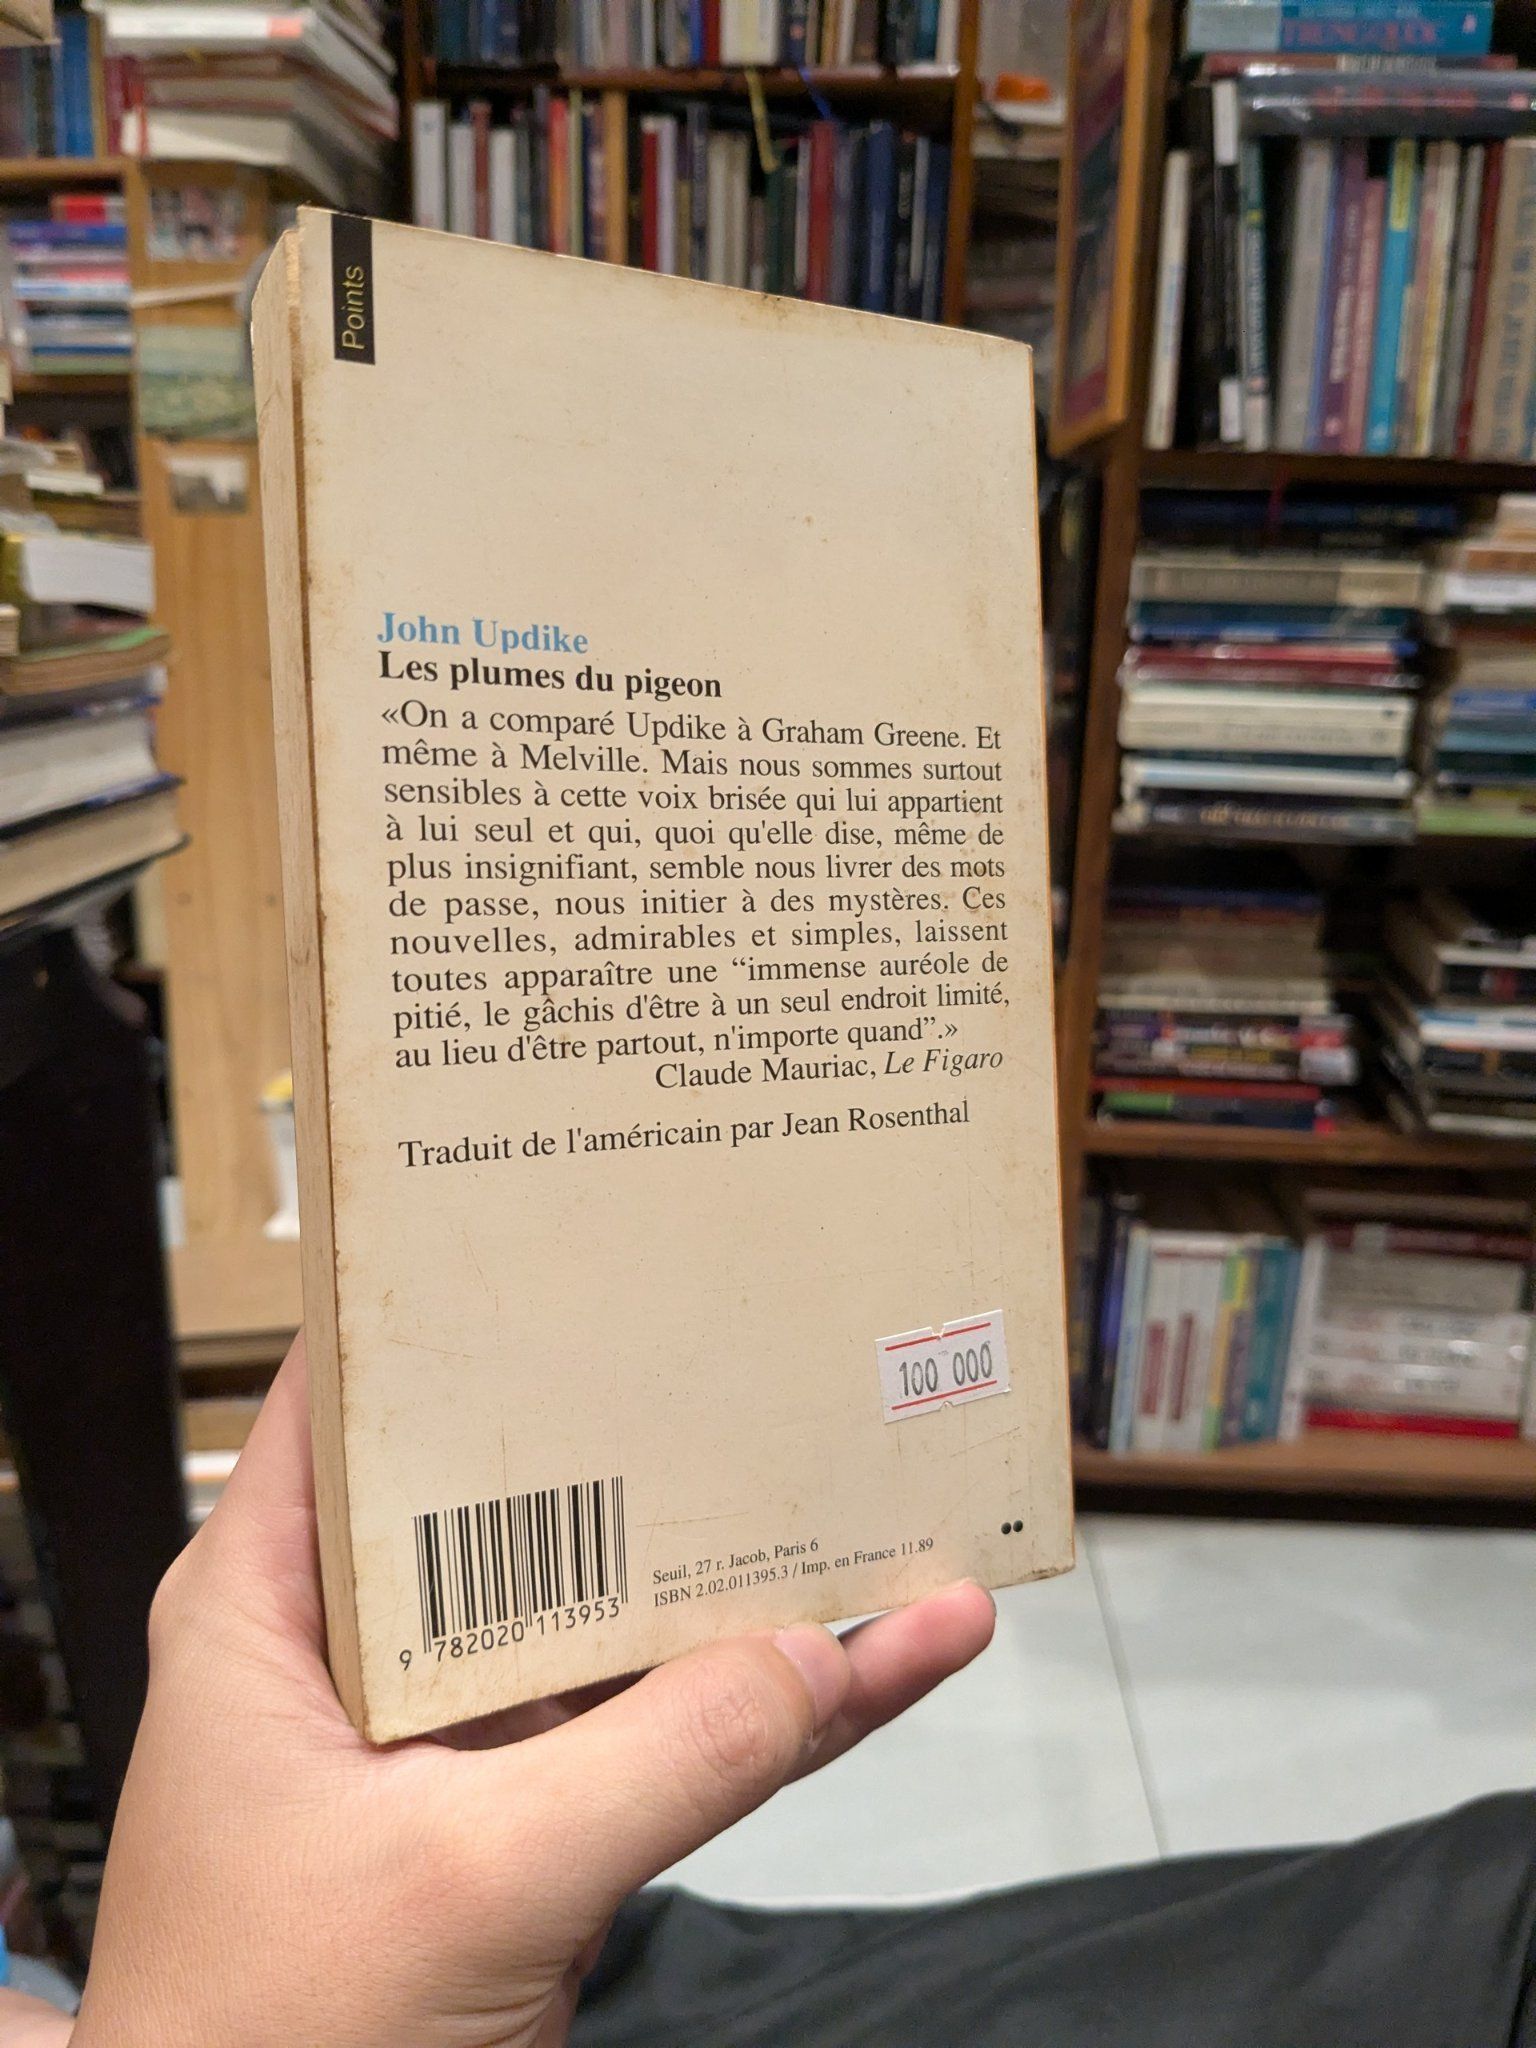 Points
John Updike
Les plumes du pigeon
«On a comparé Updike à Graham Greene. Et
même à Melville. Mais nous sommes surtout
sensibles à cette voix brisée qui lui appartient
à lui seul et qui, quoi qu'elle dise, même de
plus insignifiant, semble nous livrer des mots
de passe, nous initier à des mystères. Ces
nouvelles, admirables et simples, laissent
toutes apparaître une “immense auréole de
pitié, le gâchis d'être à un seul endroit limité,
au lieu d'être partout, n'importe quand”.»
Claude Mauriac, Le Figaro
Traduit de l'américain par Jean Rosenthal
100 000
9 782020 113953
Seuil, 27 r. Jacob, Paris 6
ISBN 2.02.011395.3 / Imp. en France 11.89